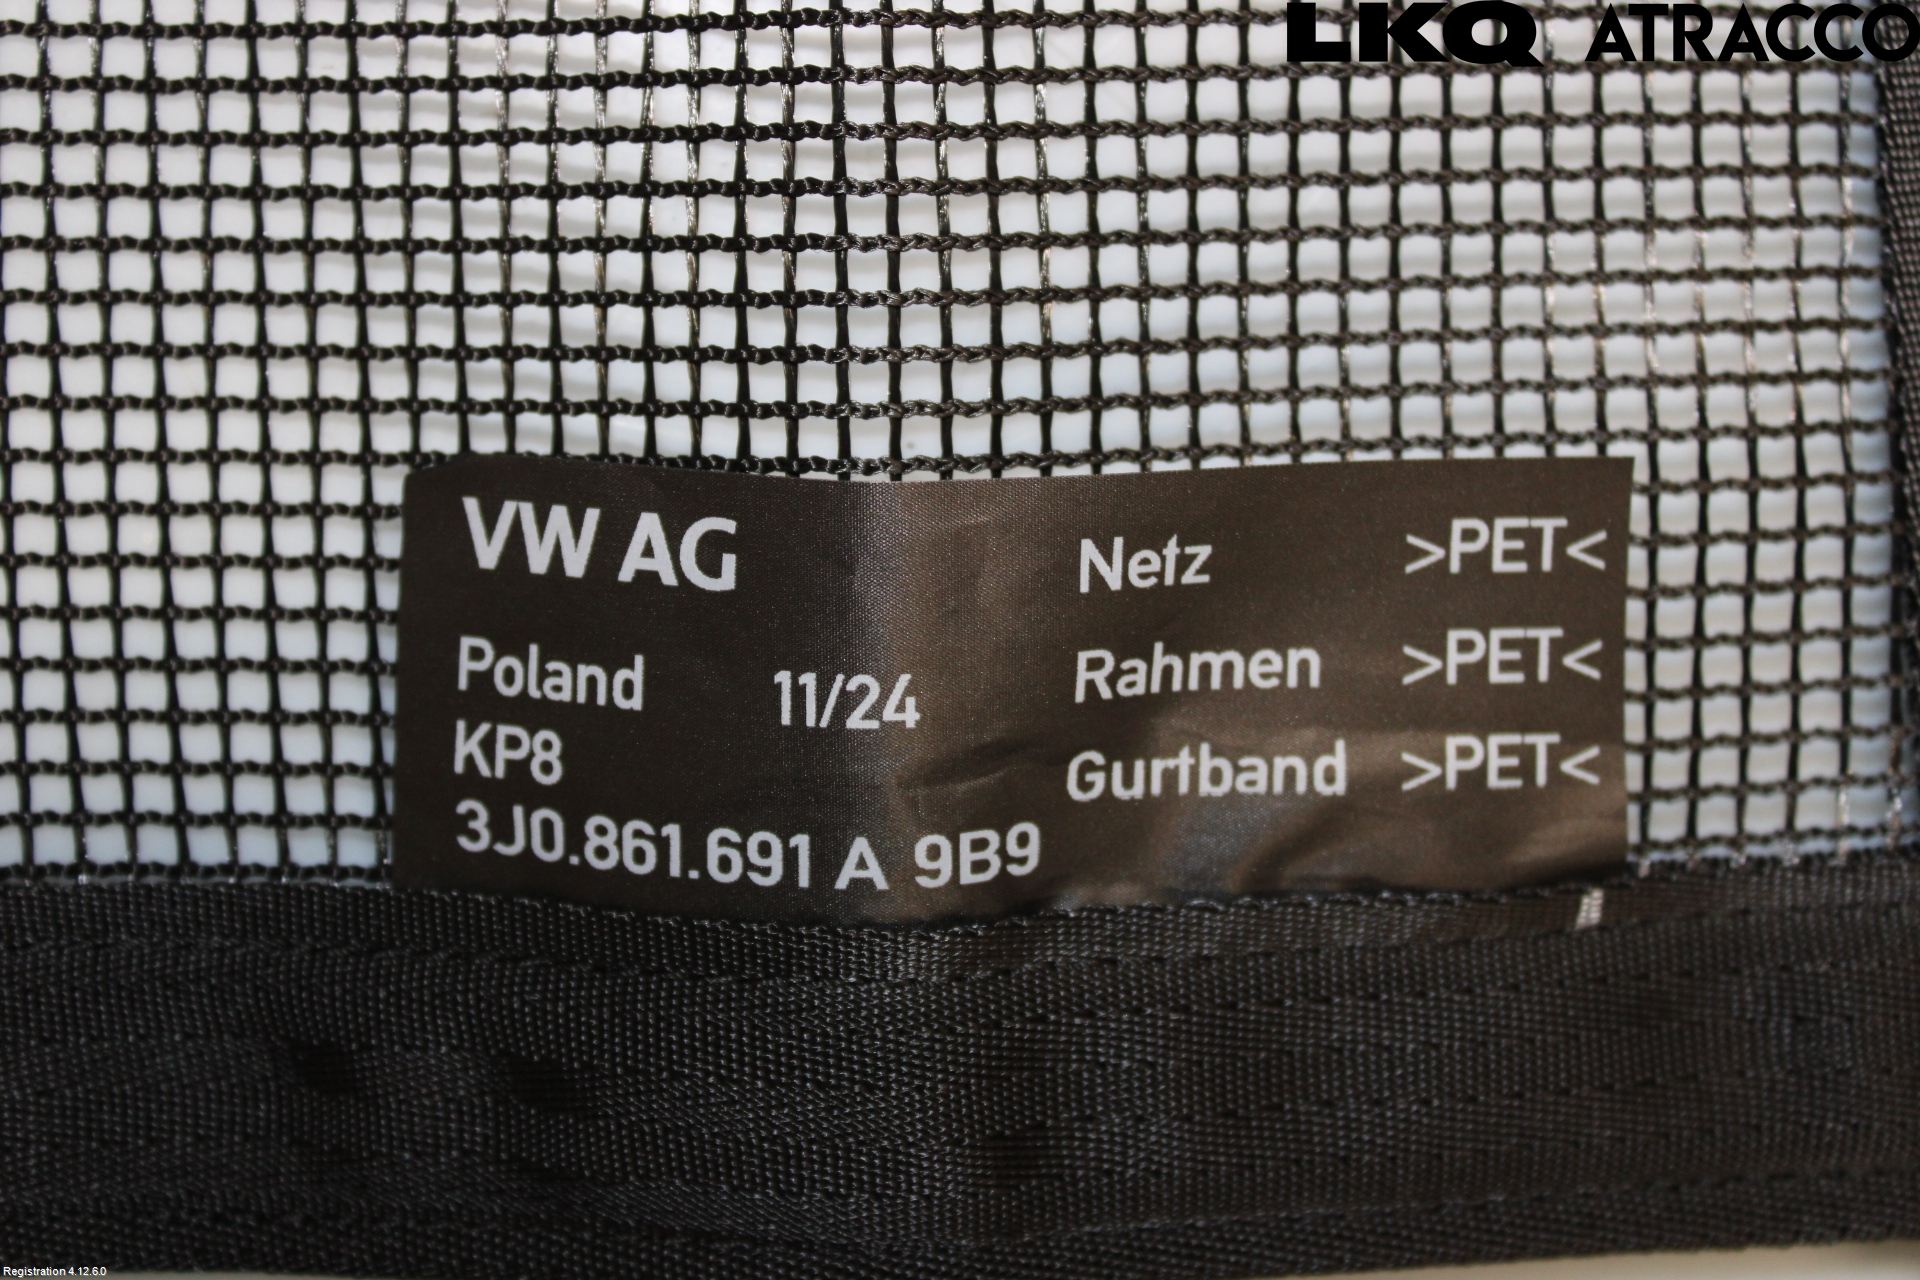 LKQ ATRACCO
VW AG
Poland 11/24
KP8
3J0.861.691 A 9B9
Netz >PET<
Rahmen >PET<
Gurtband >PET<
Registration 4.12.6.0